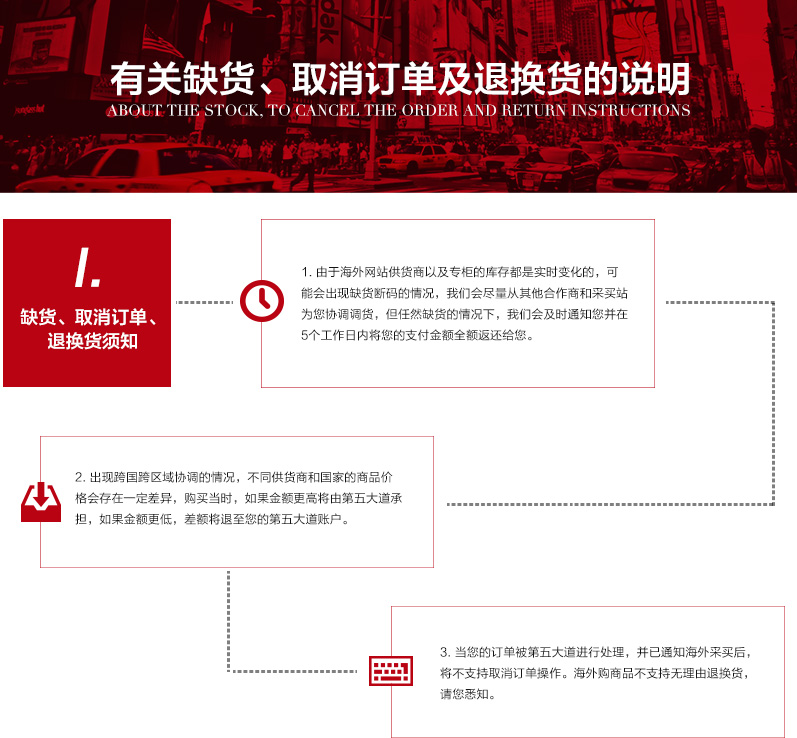 有关缺货、取消订单及退换货的说明
ABOUT THE STOCK, TO CANCEL THE ORDER AND RETURN INSTRUCTIONS
I.
缺货、取消订单、
退换货须知
1. 由于海外网站供货商以及专柜的库存都是实时变化的，可
能会出现缺货断码的情况，我们会尽量从其他合作商和采买站
为您协调调货，但任然缺货的情况下，我们会及时通知您并在
5个工作日内将您的支付金额全额返还给您。
2. 出现跨国跨区域协调的情况，不同供货商和国家的商品价
格会存在一定差异，购买当时，如果金额更高将由第五大道承
担，如果金额更低，差额将退至您的第五大道账户。
3. 当您的订单被第五大道进行处理，并已通知海外采买后，
将不支持取消订单操作。海外购商品不支持无理由退换货，
请您悉知。